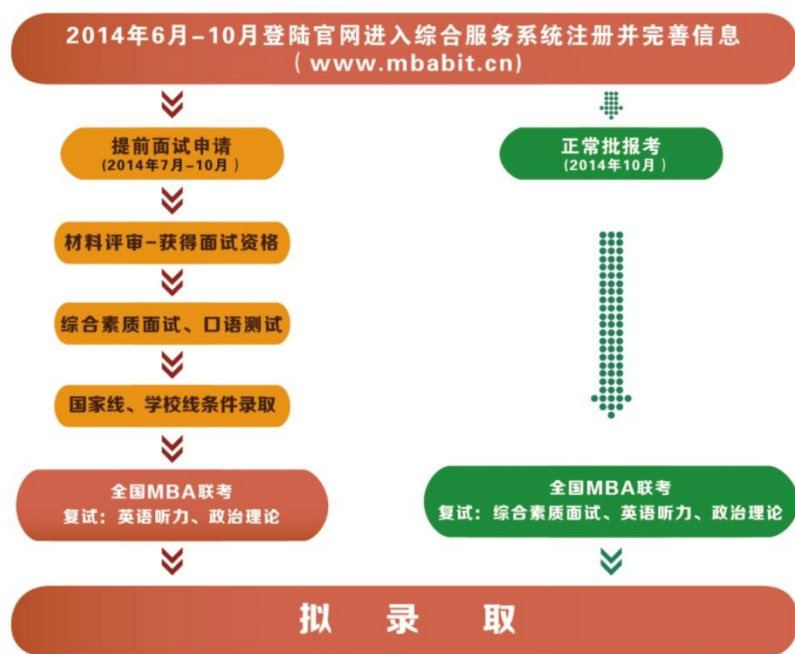 2014年6月-10月登陆官网进入综合服务系统注册并完善信息
(www.mbabit.cn)
提前面试申请
(2014年7月-10月)
材料评审-获得面试资格
综合素质面试、口语测试
国家线、学校线条件录取
全国MBA联考
复试：英语听力、政治理论
正常批报考
(2014年10月)
全国MBA联考
复试：综合素质面试、英语听力、政治理论
拟 录 取